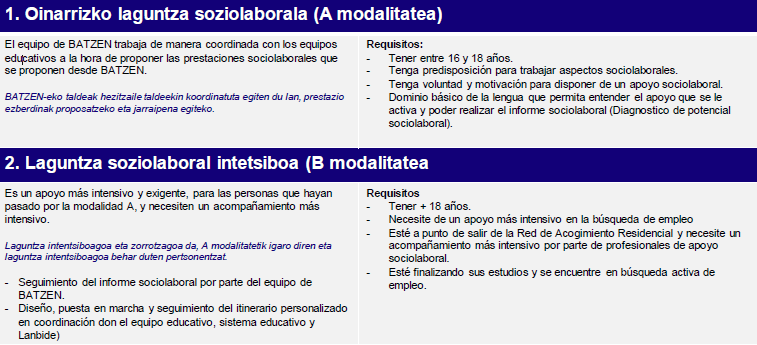 1. Oinarrizko laguntza soziolaborala (A modalitatea)
El equipo de BATZEN trabaja de manera coordinada con los equipos
educativos a la hora de proponer las prestaciones sociolaborales que
se proponen desde BATZEN.
BATZEN-eko taldeak hezitzaile taldeekin koordinatuta egiten du lan, prestazio
ezberdinak proposatzeko eta jarraipena egiteko.
Requisitos:
- Tener entre 16 y 18 años.
- Tenga predisposición para trabajar aspectos sociolaborales.
- Tenga voluntad y motivación para disponer de un apoyo sociolaboral.
- Dominio básico de la lengua que permita entender el apoyo que se le
activa y poder realizar el informe sociolaboral (Diagnostico de potencial
sociolaboral).
2. Laguntza soziolaboral intetsiboa (B modalitatea
Es un apoyo más intensivo y exigente, para las personas que hayan
pasado por la modalidad A, y necesiten un acompañamiento más
intensivo.
Laguntza intentsiboagoa eta zorrotzagoa da, A modalitatetik igaro diren eta
laguntza intentsiboagoa behar duten pertsonentzat.
- Seguimiento del informe sociolaboral por parte del equipo de
BATZEN.
- Diseño, puesta en marcha y seguimiento del itinerario personalizado
en coordinación don el equipo educativo, sistema educativo y
Lanbide)
Requisitos
- Tener + 18 años.
- Necesite de un apoyo más intensivo en la búsqueda de empleo
- Esté a punto de salir de la Red de Acogimiento Residencial y necesite un
acompañamiento más intensivo por parte de profesionales de apoyo
sociolaboral.
- Esté finalizando sus estudios y se encuentre en búsqueda activa de
empleo.